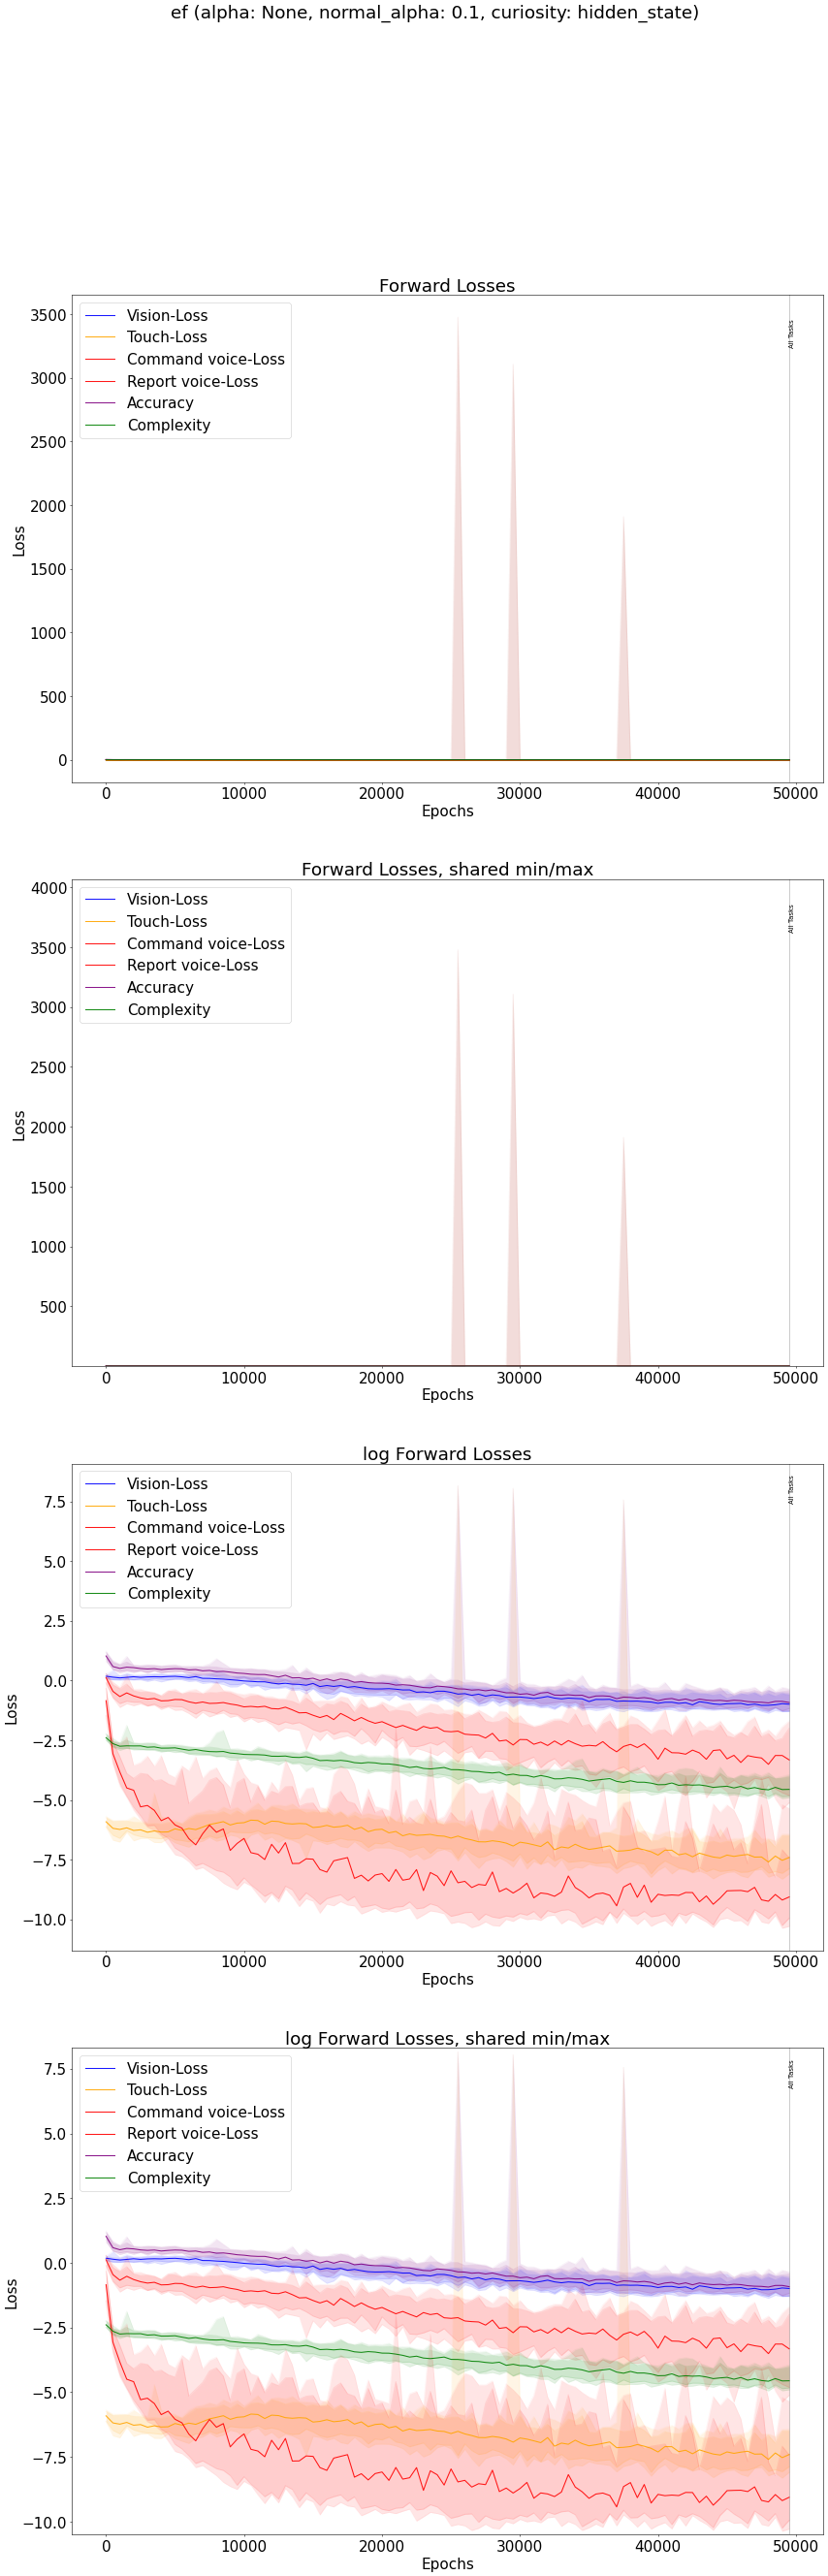 ef (alpha: None, normal_alpha: 0.1, curiosity: hidden_state)
Forward Losses
Vision-Loss
Touch-Loss
Command voice-Loss
Report voice-Loss
Accuracy
Complexity
All Tasks
Loss
3500
3000
2500
2000
1500
1000
500
0
0 10000 20000 30000 40000 50000
Epochs
Forward Losses, shared min/max
Vision-Loss
Touch-Loss
Command voice-Loss
Report voice-Loss
Accuracy
Complexity
All Tasks
Loss
4000
3500
3000
2500
2000
1500
1000
500
0 10000 20000 30000 40000 50000
Epochs
log Forward Losses
Vision-Loss
Touch-Loss
Command voice-Loss
Report voice-Loss
Accuracy
Complexity
All Tasks
Loss
7.5
5.0
2.5
0.0
−2.5
−5.0
−7.5
−10.0
0 10000 20000 30000 40000 50000
Epochs
log Forward Losses, shared min/max
Vision-Loss
Touch-Loss
Command voice-Loss
Report voice-Loss
Accuracy
Complexity
All Tasks
Loss
7.5
5.0
2.5
0.0
−2.5
−5.0
−7.5
−10.0
0 10000 20000 30000 40000 50000
Epochs